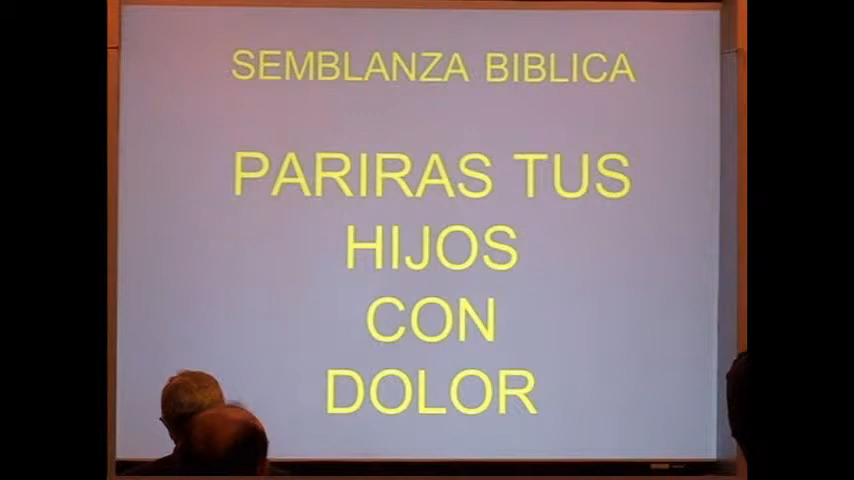 SEMBLANZA BIBLICA
PARIRAS TUS
HIJOS
CON
DOLOR